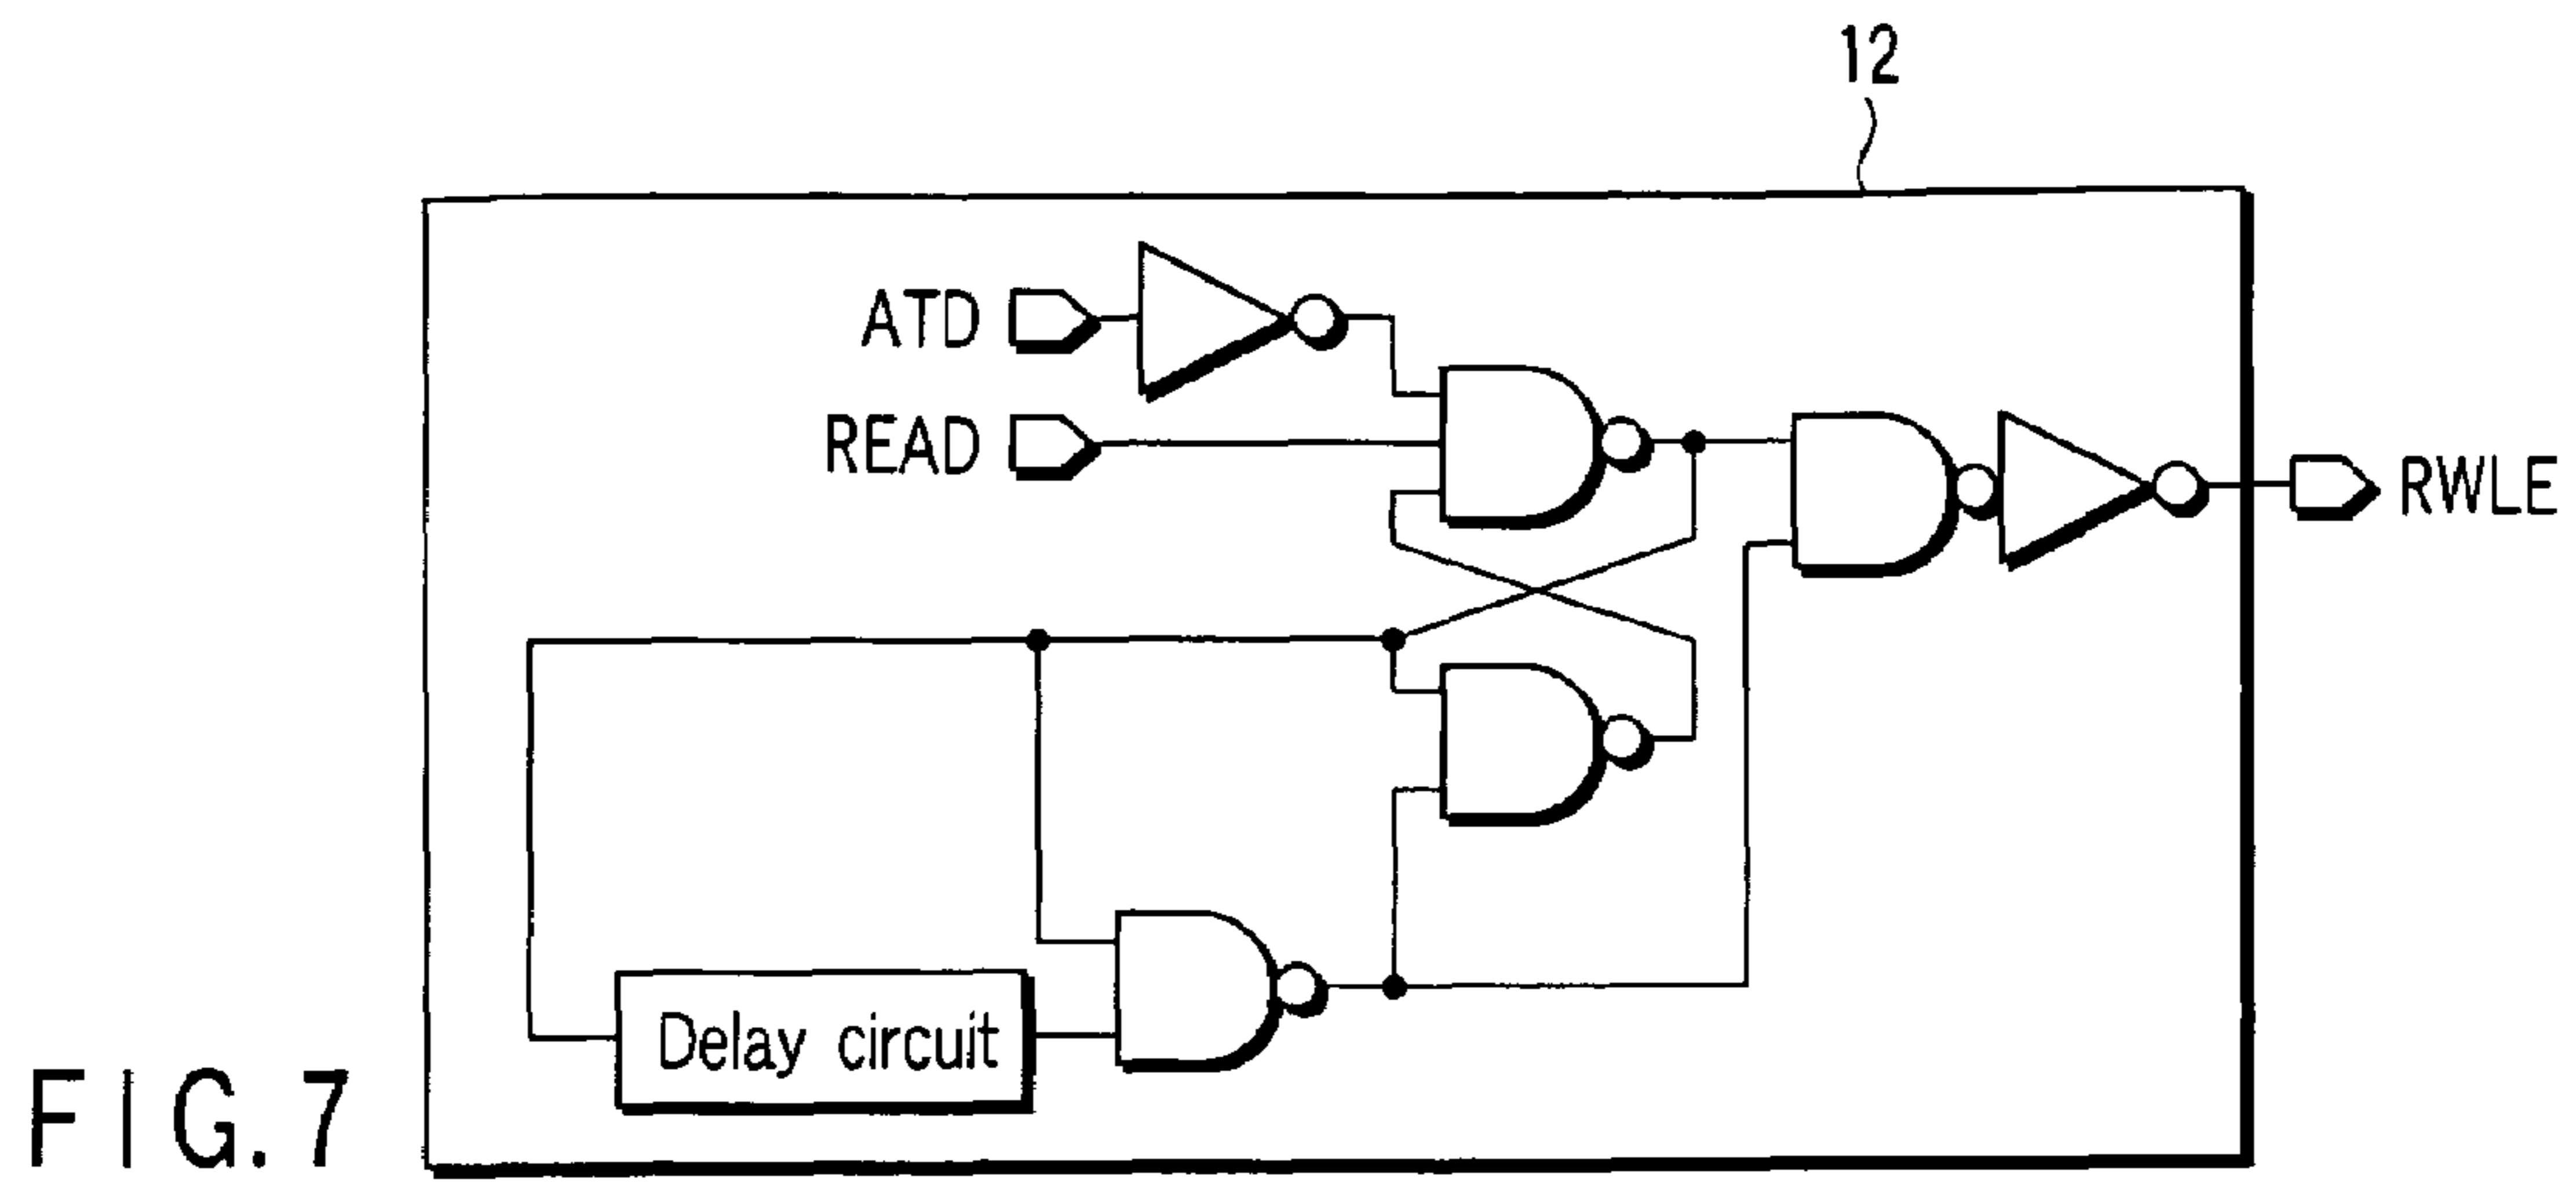 12
ATD
READ
RWLE
Delay circuit
FIG. 7